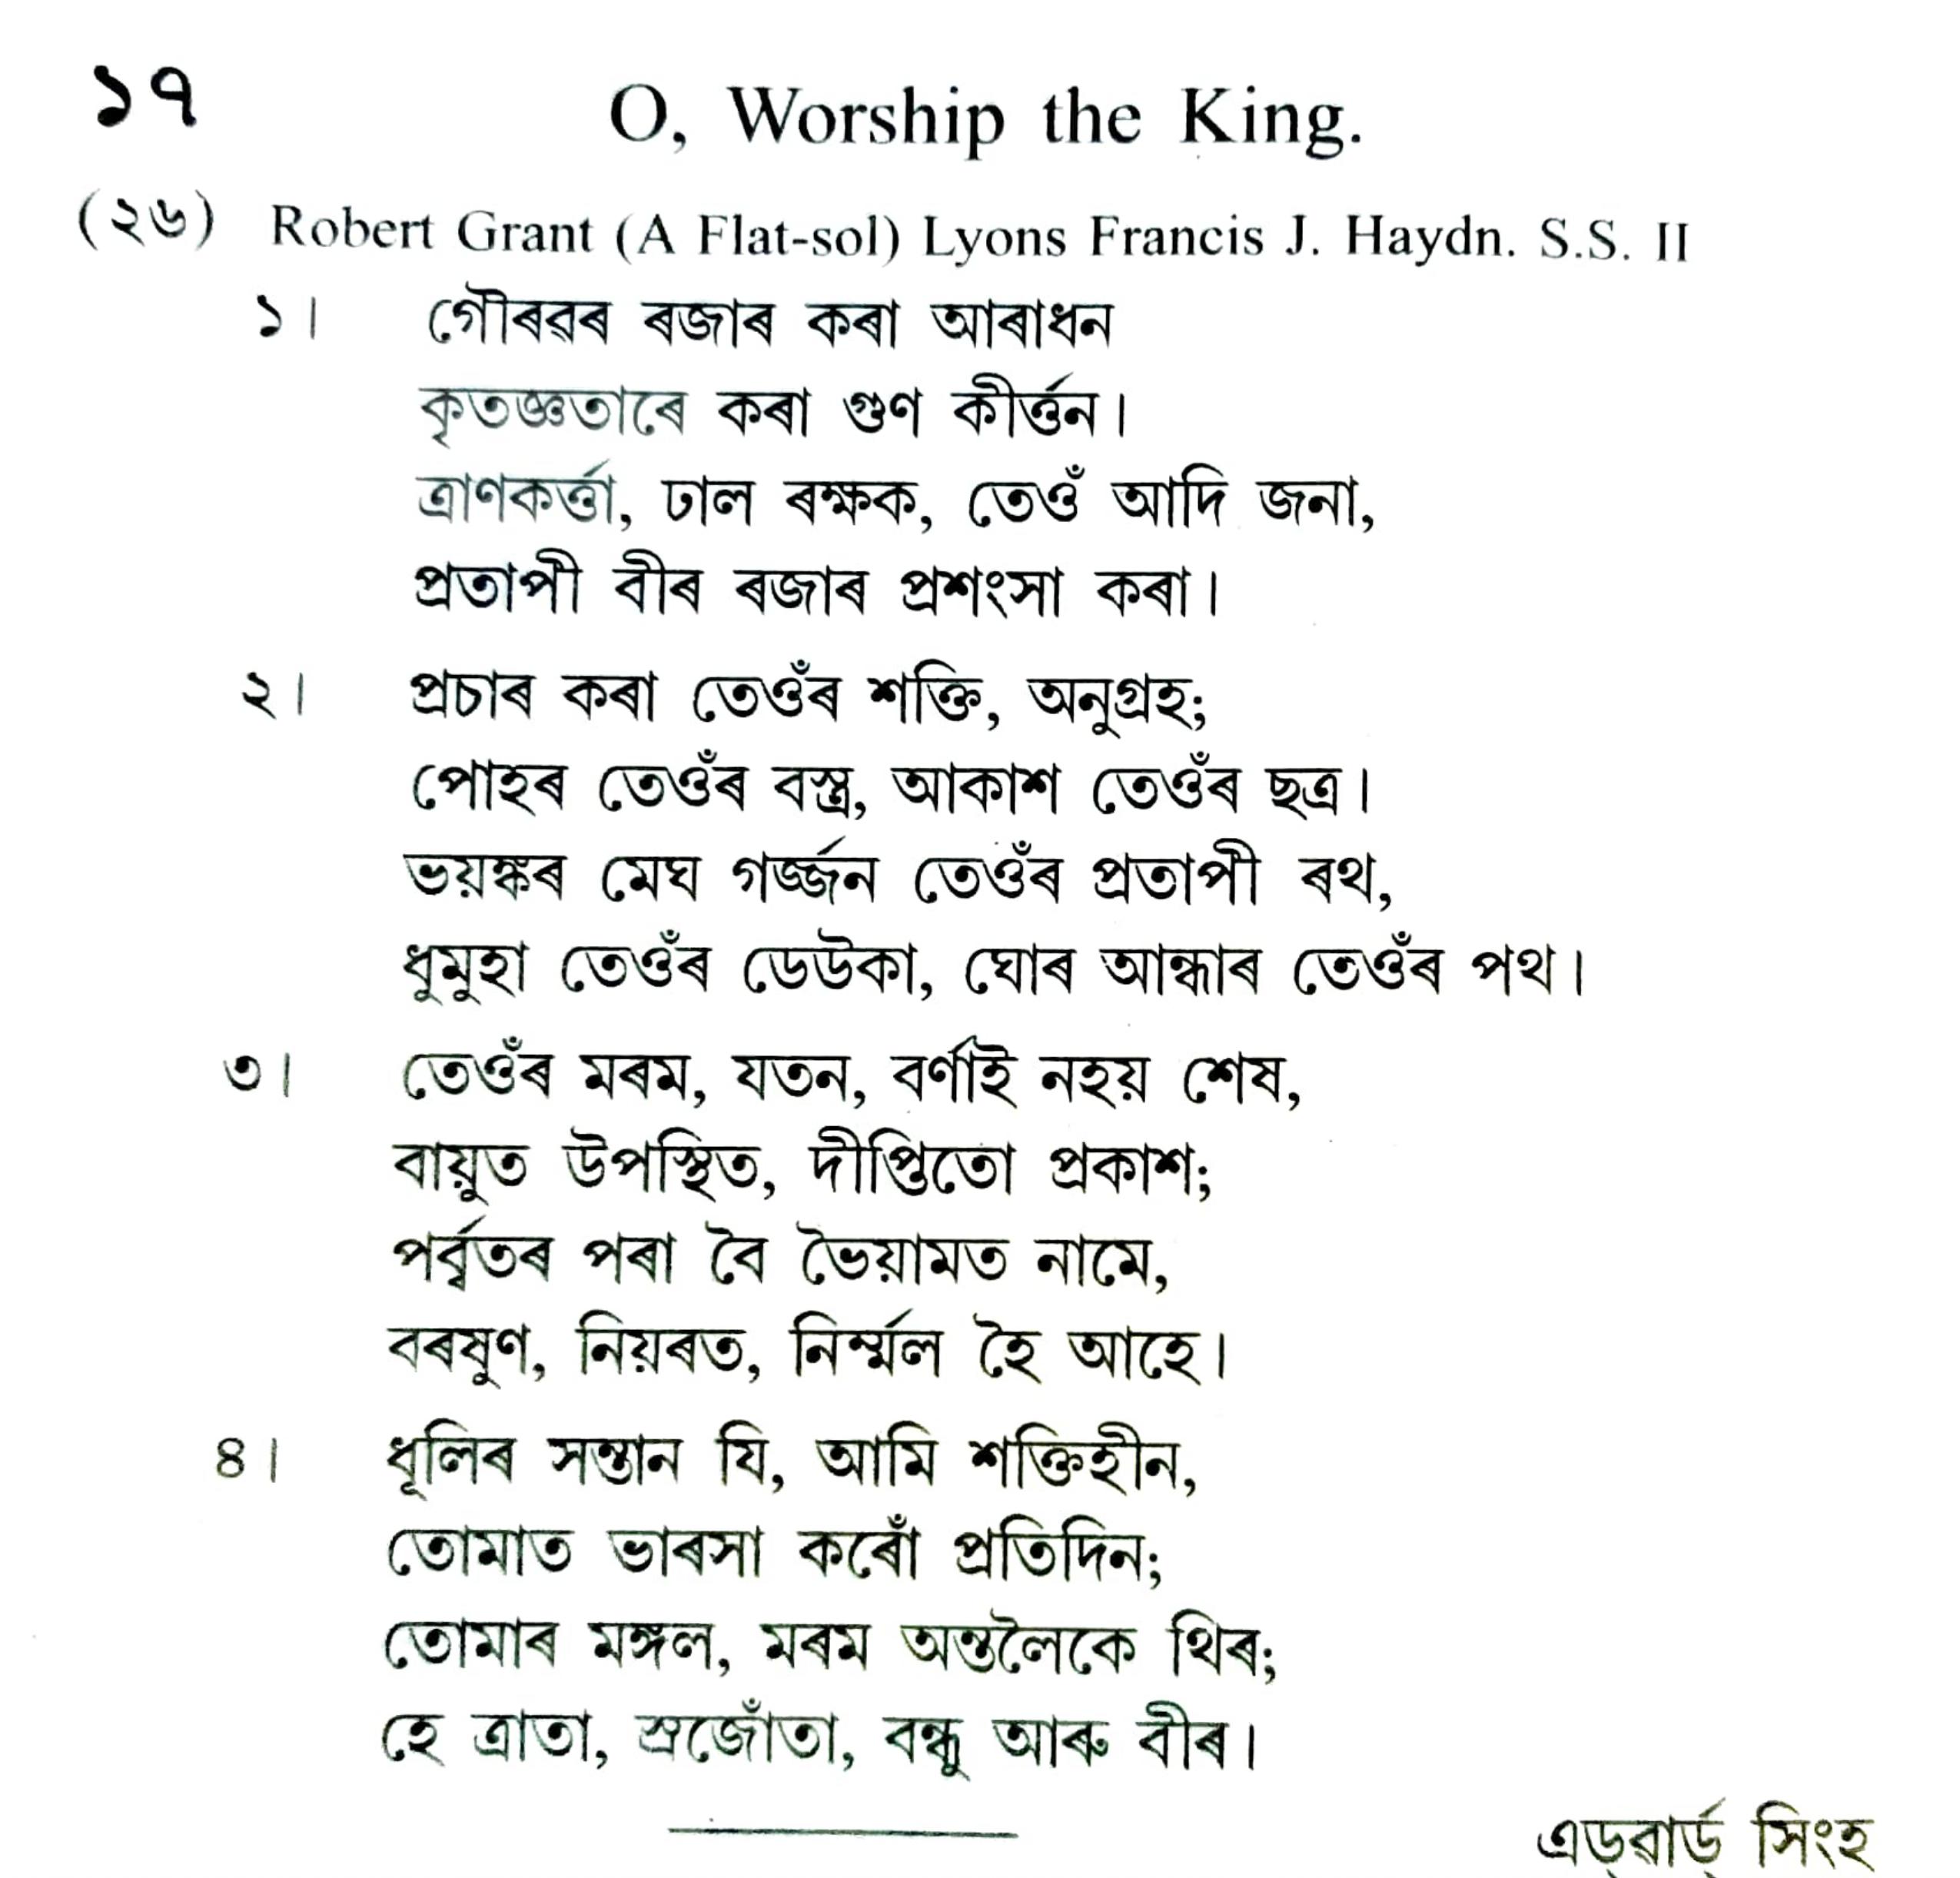 ১৭
O, Worship the King.
(২৬) Robert Grant (A Flat-sol) Lyons Francis J. Haydn. S.S. II
১। গৌৰৱৰ ৰজাৰ কৰা আৰাধন
কৃতজ্ঞতাৰে কৰা গুণ কীৰ্ত্তন।
ত্ৰাণকৰ্ত্তা, ঢাল ৰক্ষক, তেওঁ আদি জনা,
প্ৰতাপী বীৰ ৰজাৰ প্ৰশংসা কৰা।
২। প্ৰচাৰ কৰা তেওঁৰ শক্তি, অনুগ্ৰহ;
পোহৰ তেওঁৰ বস্ত্ৰ, আকাশ তেওঁৰ ছত্ৰ।
ভয়ঙ্কৰ মেঘ গৰ্জ্জন তেওঁৰ প্ৰতাপী ৰথ,
ধুমুহা তেওঁৰ ডেউকা, ঘোৰ আন্ধাৰ তেওঁৰ পথ।
৩। তেওঁৰ মৰম, যতন, বৰ্ণাই নহয় শেষ,
বায়ুত উপস্থিত, দীপ্তিতো প্ৰকাশ;
পৰ্ব্বতৰ পৰা বৈ ভৈয়ামত নামে,
বৰষুণ, নিয়ৰত, নিৰ্ম্মল হৈ আহে।
৪। ধূলিৰ সন্তান যি, আমি শক্তিহীন,
তোমাত ভাৰসা কৰোঁ প্ৰতিদিন;
তোমাৰ মঙ্গল, মৰম অন্তলৈকে থিৰ;
হে ত্ৰাতা, স্ৰজোঁতা, বন্ধু আৰু বীৰ।
এড্ৱাৰ্ড্ সিংহ